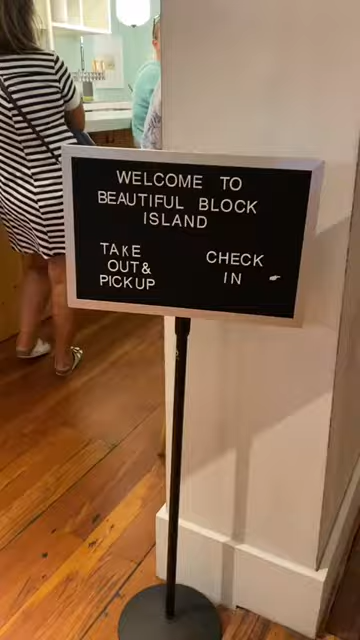 WELCOME TO
BEAUTIFUL BLOCK
ISLAND
TAKE
OUT&
PICKUP
CHECK
IN ☛